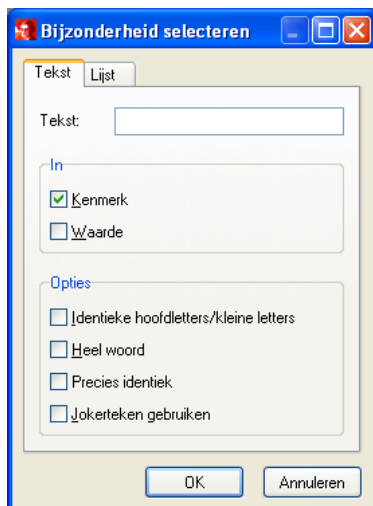 Bijzonderheid selecteren
Tekst Lijst
Tekst:
In
Kenmerk
Waarde
Opties
Identieke hoofdletters/kleine letters
Heel woord
Precies identiek
Jokerteken gebruiken
OK Annuleren